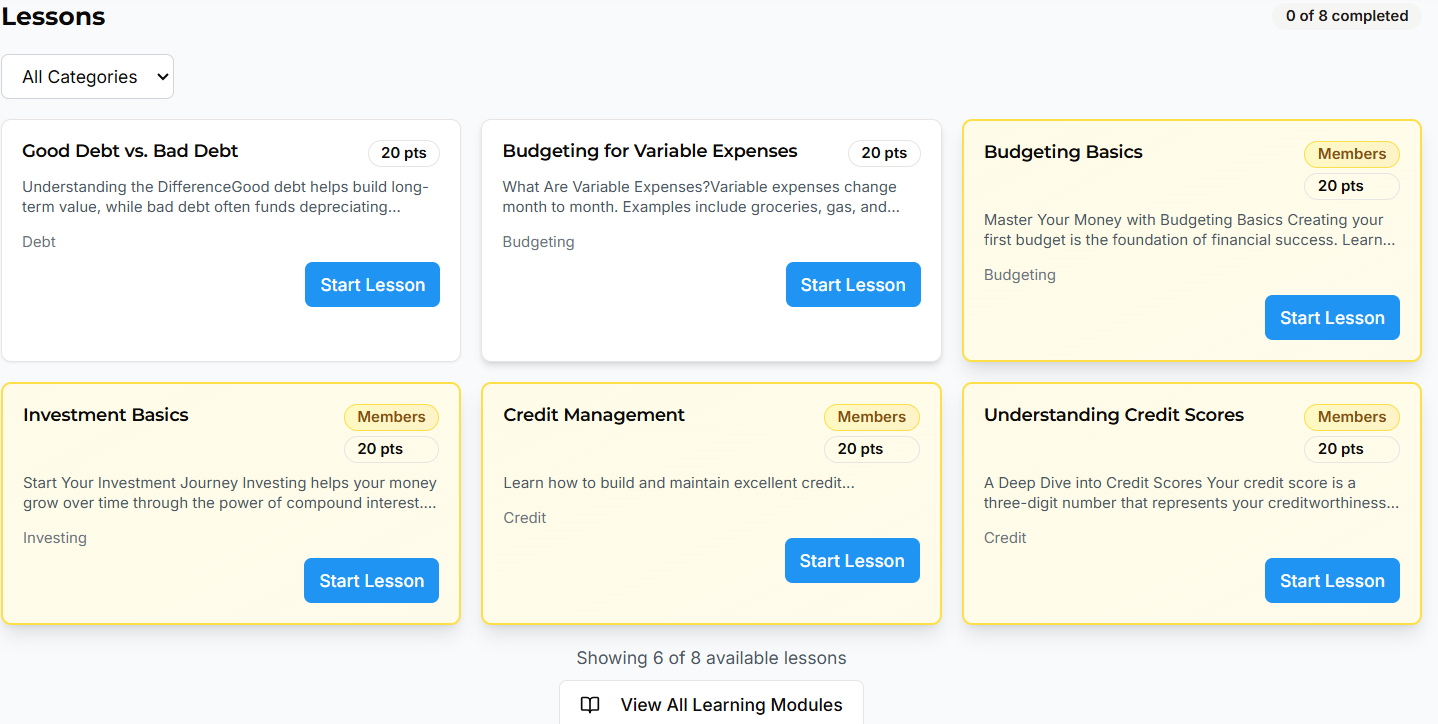 Lessons
0 of 8 completed
All Categories
Good Debt vs. Bad Debt
20 pts
Understanding the DifferenceGood debt helps build long-
term value, while bad debt often funds depreciating...
Debt
Start Lesson
Budgeting for Variable Expenses
20 pts
What Are Variable Expenses?Variable expenses change
month to month. Examples include groceries, gas, and...
Budgeting
Start Lesson
Budgeting Basics
Members
20 pts
Master Your Money with Budgeting Basics Creating your
first budget is the foundation of financial success. Learn...
Budgeting
Start Lesson
Investment Basics
Members
20 pts
Start Your Investment Journey Investing helps your money
grow over time through the power of compound interest....
Investing
Start Lesson
Credit Management
Members
20 pts
Learn how to build and maintain excellent credit...
Credit
Start Lesson
Understanding Credit Scores
Members
20 pts
A Deep Dive into Credit Scores Your credit score is a
three-digit number that represents your creditworthiness...
Credit
Start Lesson
Showing 6 of 8 available lessons
View All Learning Modules